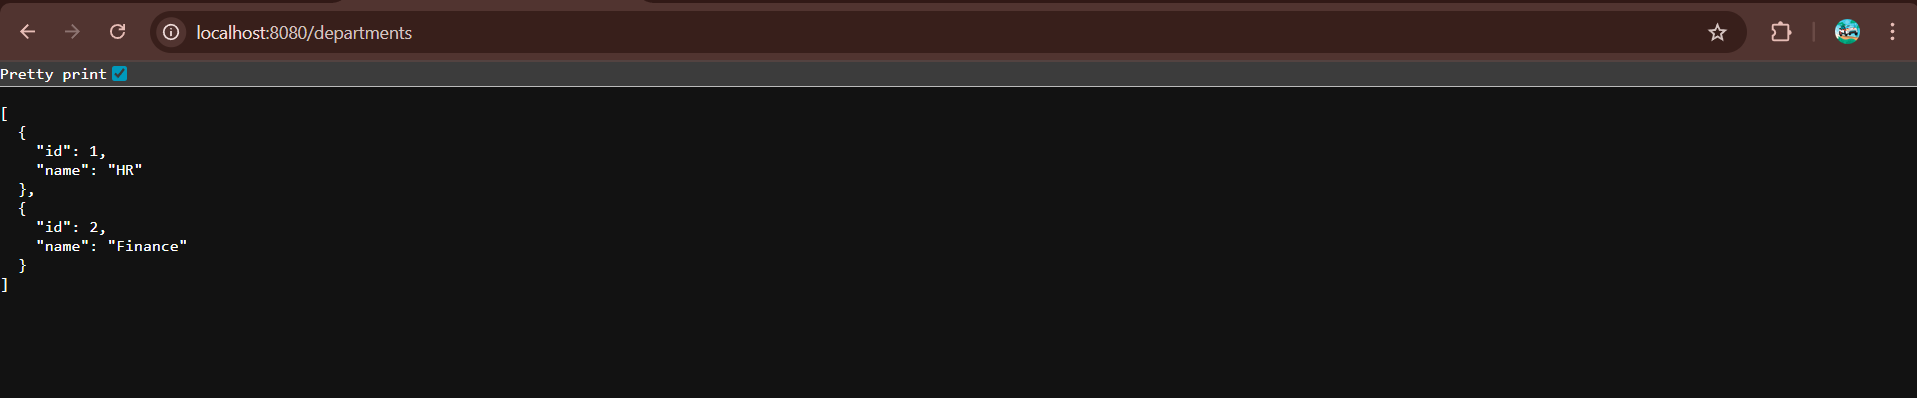 localhost:8080/departments
Pretty print
[
  {
    "id": 1,
    "name": "HR"
  },
  {
    "id": 2,
    "name": "Finance"
  }
]